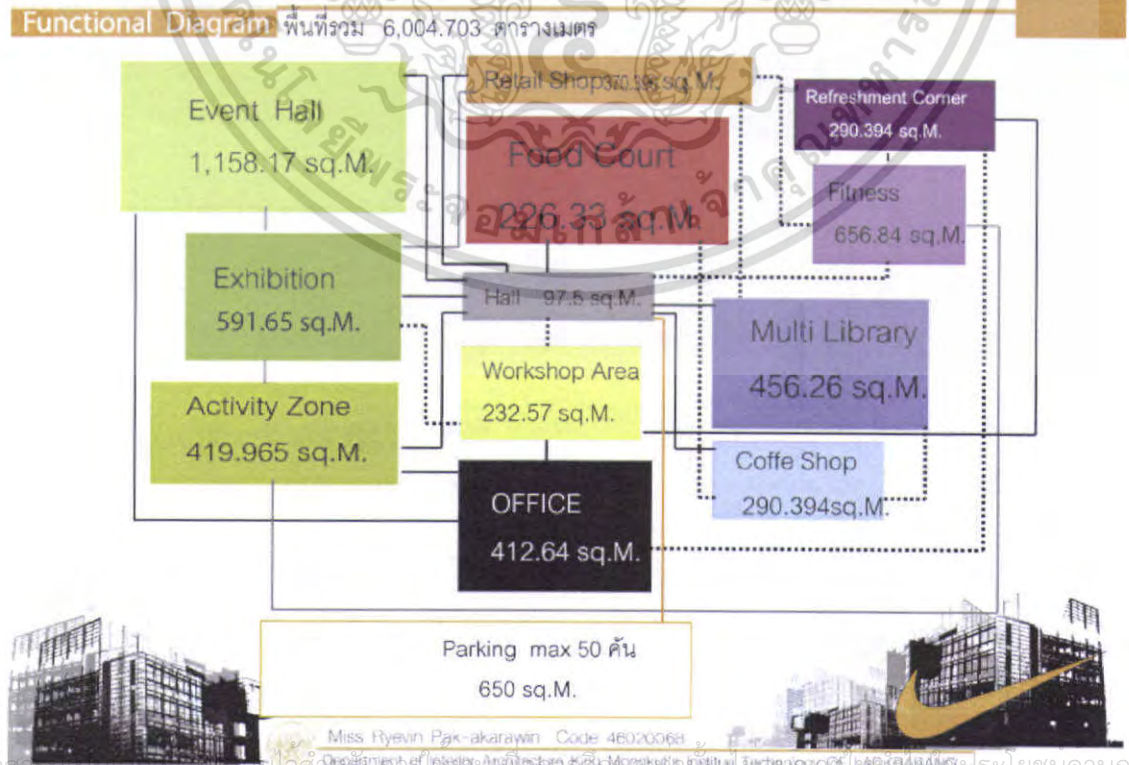 Functional Diagram พื้นที่รวม 6,004.703 ตารางเมตร
Retail Shop
Refreshment Corner
290.394 sq.M.
Event Hall
1,158.17 sq.M.
Food Court
226.33 sq.M.
Fitness
656.84 sq.M.
Exhibition
591.65 sq.M.
Hall 97.5 sq.M.
Multi Library
456.26 sq.M.
Workshop Area
232.57 sq.M.
Activity Zone
419.965 sq.M.
Coffe Shop
290.394sq.M.
OFFICE
412.64 sq.M.
Parking max 50 คัน
650 sq.M.
Miss Ryevin Pak-akarawin Code 46020068